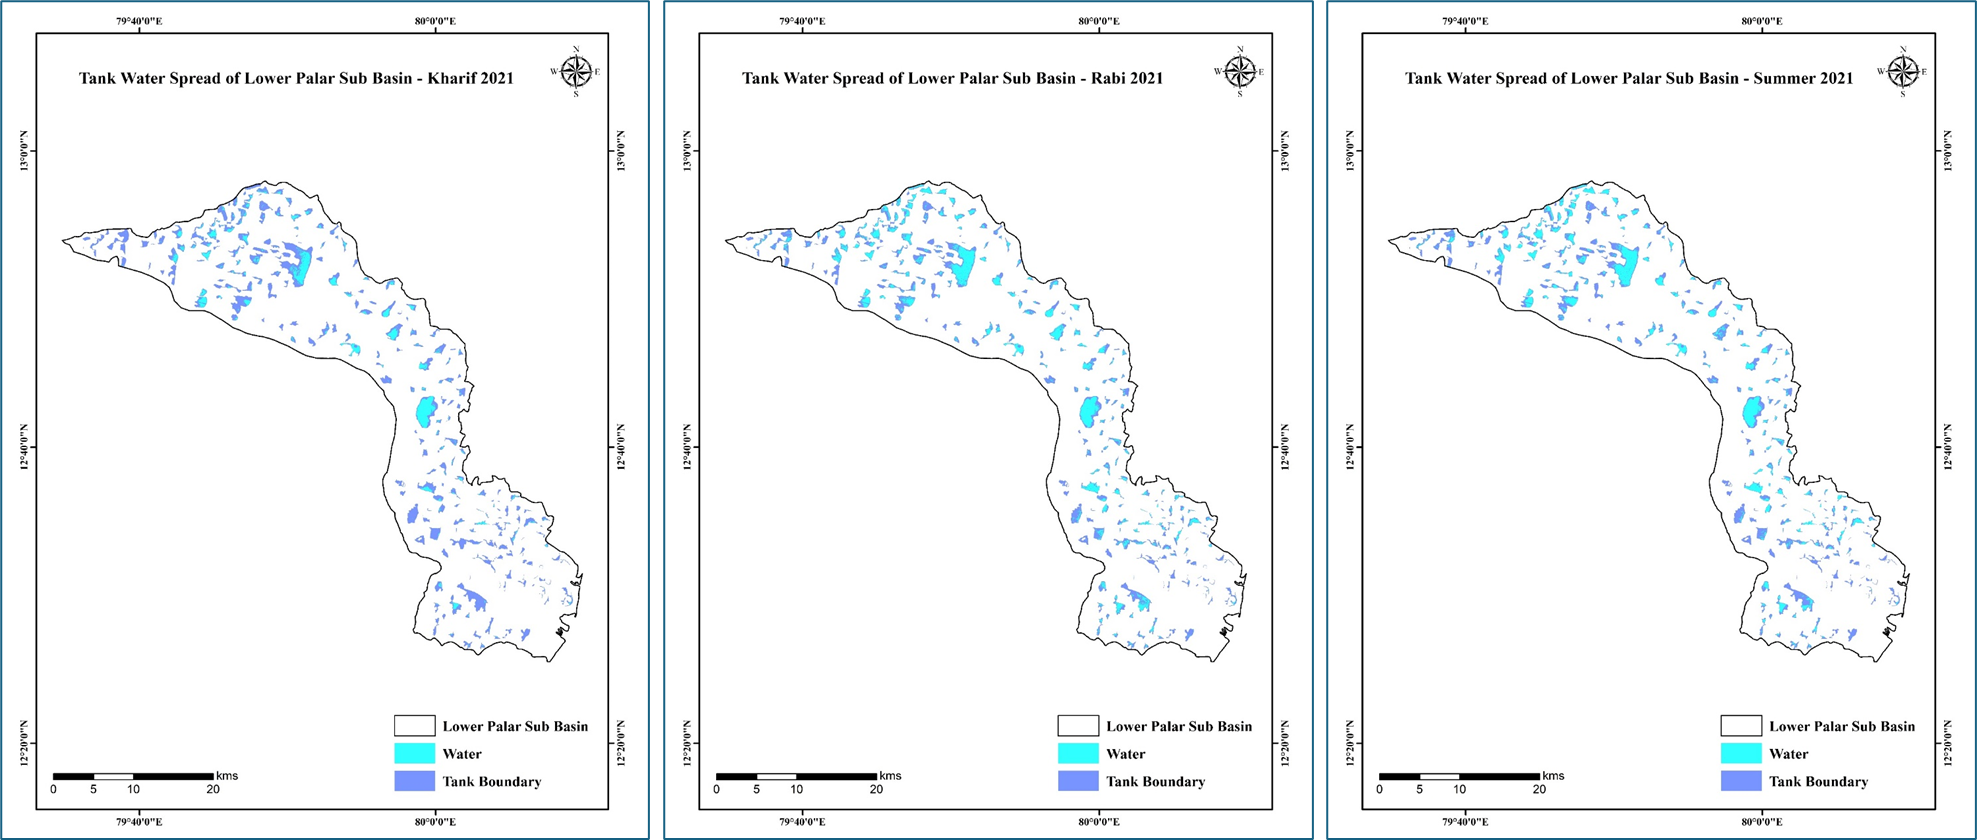 79°40'0"E 80°0'0"E
Tank Water Spread of Lower Palar Sub Basin - Kharif 2021
N
W E
S
13°0'0"N 13°0'0"N
12°40'0"N 12°40'0"N
12°20'0"N 12°20'0"N
Lower Palar Sub Basin
Water
Tank Boundary
kms
0 5 10 20
79°40'0"E 80°0'0"E
79°40'0"E 80°0'0"E
Tank Water Spread of Lower Palar Sub Basin - Rabi 2021
N
W E
S
13°0'0"N 13°0'0"N
12°40'0"N 12°40'0"N
12°20'0"N 12°20'0"N
Lower Palar Sub Basin
Water
Tank Boundary
kms
0 5 10 20
79°40'0"E 80°0'0"E
79°40'0"E 80°0'0"E
Tank Water Spread of Lower Palar Sub Basin - Summer 2021
N
W E
S
13°0'0"N 13°0'0"N
12°40'0"N 12°40'0"N
12°20'0"N 12°20'0"N
Lower Palar Sub Basin
Water
Tank Boundary
kms
0 5 10 20
79°40'0"E 80°0'0"E